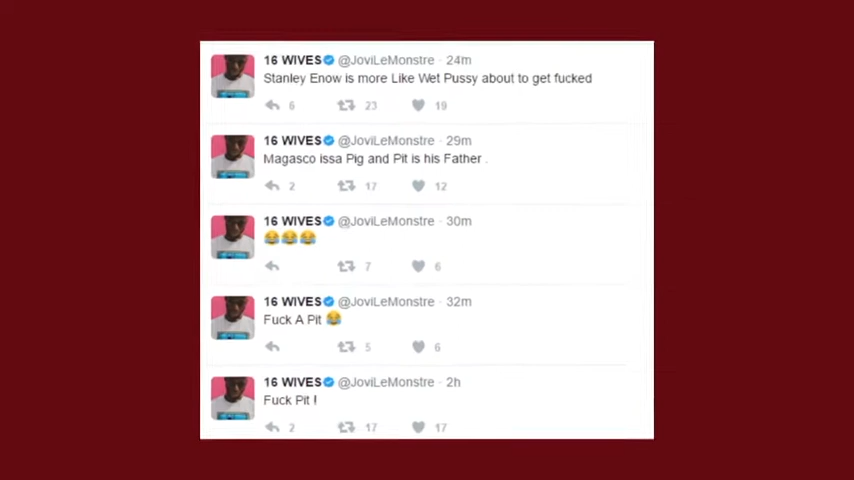 16 WIVES @JoviLeMonstre · 24m
Stanley Enow is more Like Wet Pussy about to get fucked
6 23 19
16 WIVES @JoviLeMonstre · 29m
Magasco issa Pig and Pit is his Father .
2 17 12
16 WIVES @JoviLeMonstre · 30m
😂😂😂
7 6
16 WIVES @JoviLeMonstre · 32m
Fuck A Pit 😂
5 6
16 WIVES @JoviLeMonstre · 2h
Fuck Pit !
2 17 17